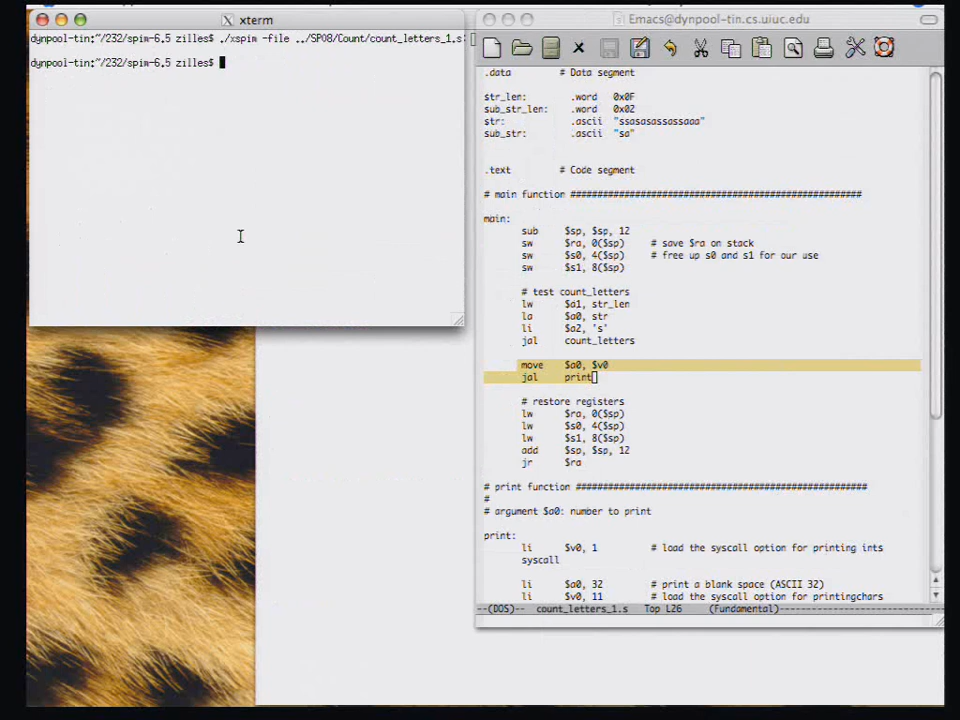 xterm
dynpool-tin:~/232/spim-6.5 zilles$ ./xspim -file ../SP08/Count/count_letters_1.s
dynpool-tin:~/232/spim-6.5 zilles$
Emacs@dynpool-tin.cs.uiuc.edu
.data # Data segment
str_len: .word 0x0F
sub_str_len: .word 0x02
str: .ascii "ssasasassassaaa"
sub_str: .ascii "sa"
.text # Code segment
# main function ######################################################
main:
sub $sp, $sp, 12
sw $ra, 0($sp) # save $ra on stack
sw $s0, 4($sp) # free up s0 and s1 for our use
sw $s1, 8($sp)
# test count_letters
lw $a1, str_len
la $a0, str
li $a2, 's'
jal count_letters
move $a0, $v0
jal print
# restore registers
lw $ra, 0($sp)
lw $s0, 4($sp)
lw $s1, 8($sp)
add $sp, $sp, 12
jr $ra
# print function ######################################################
#
# argument $a0: number to print
print:
li $v0, 1 # load the syscall option for printing ints
syscall
li $a0, 32 # print a blank space (ASCII 32)
li $v0, 11 # load the syscall option for printingchars
--(DOS)-- count_letters_1.s Top L26 (Fundamental)------------------------------